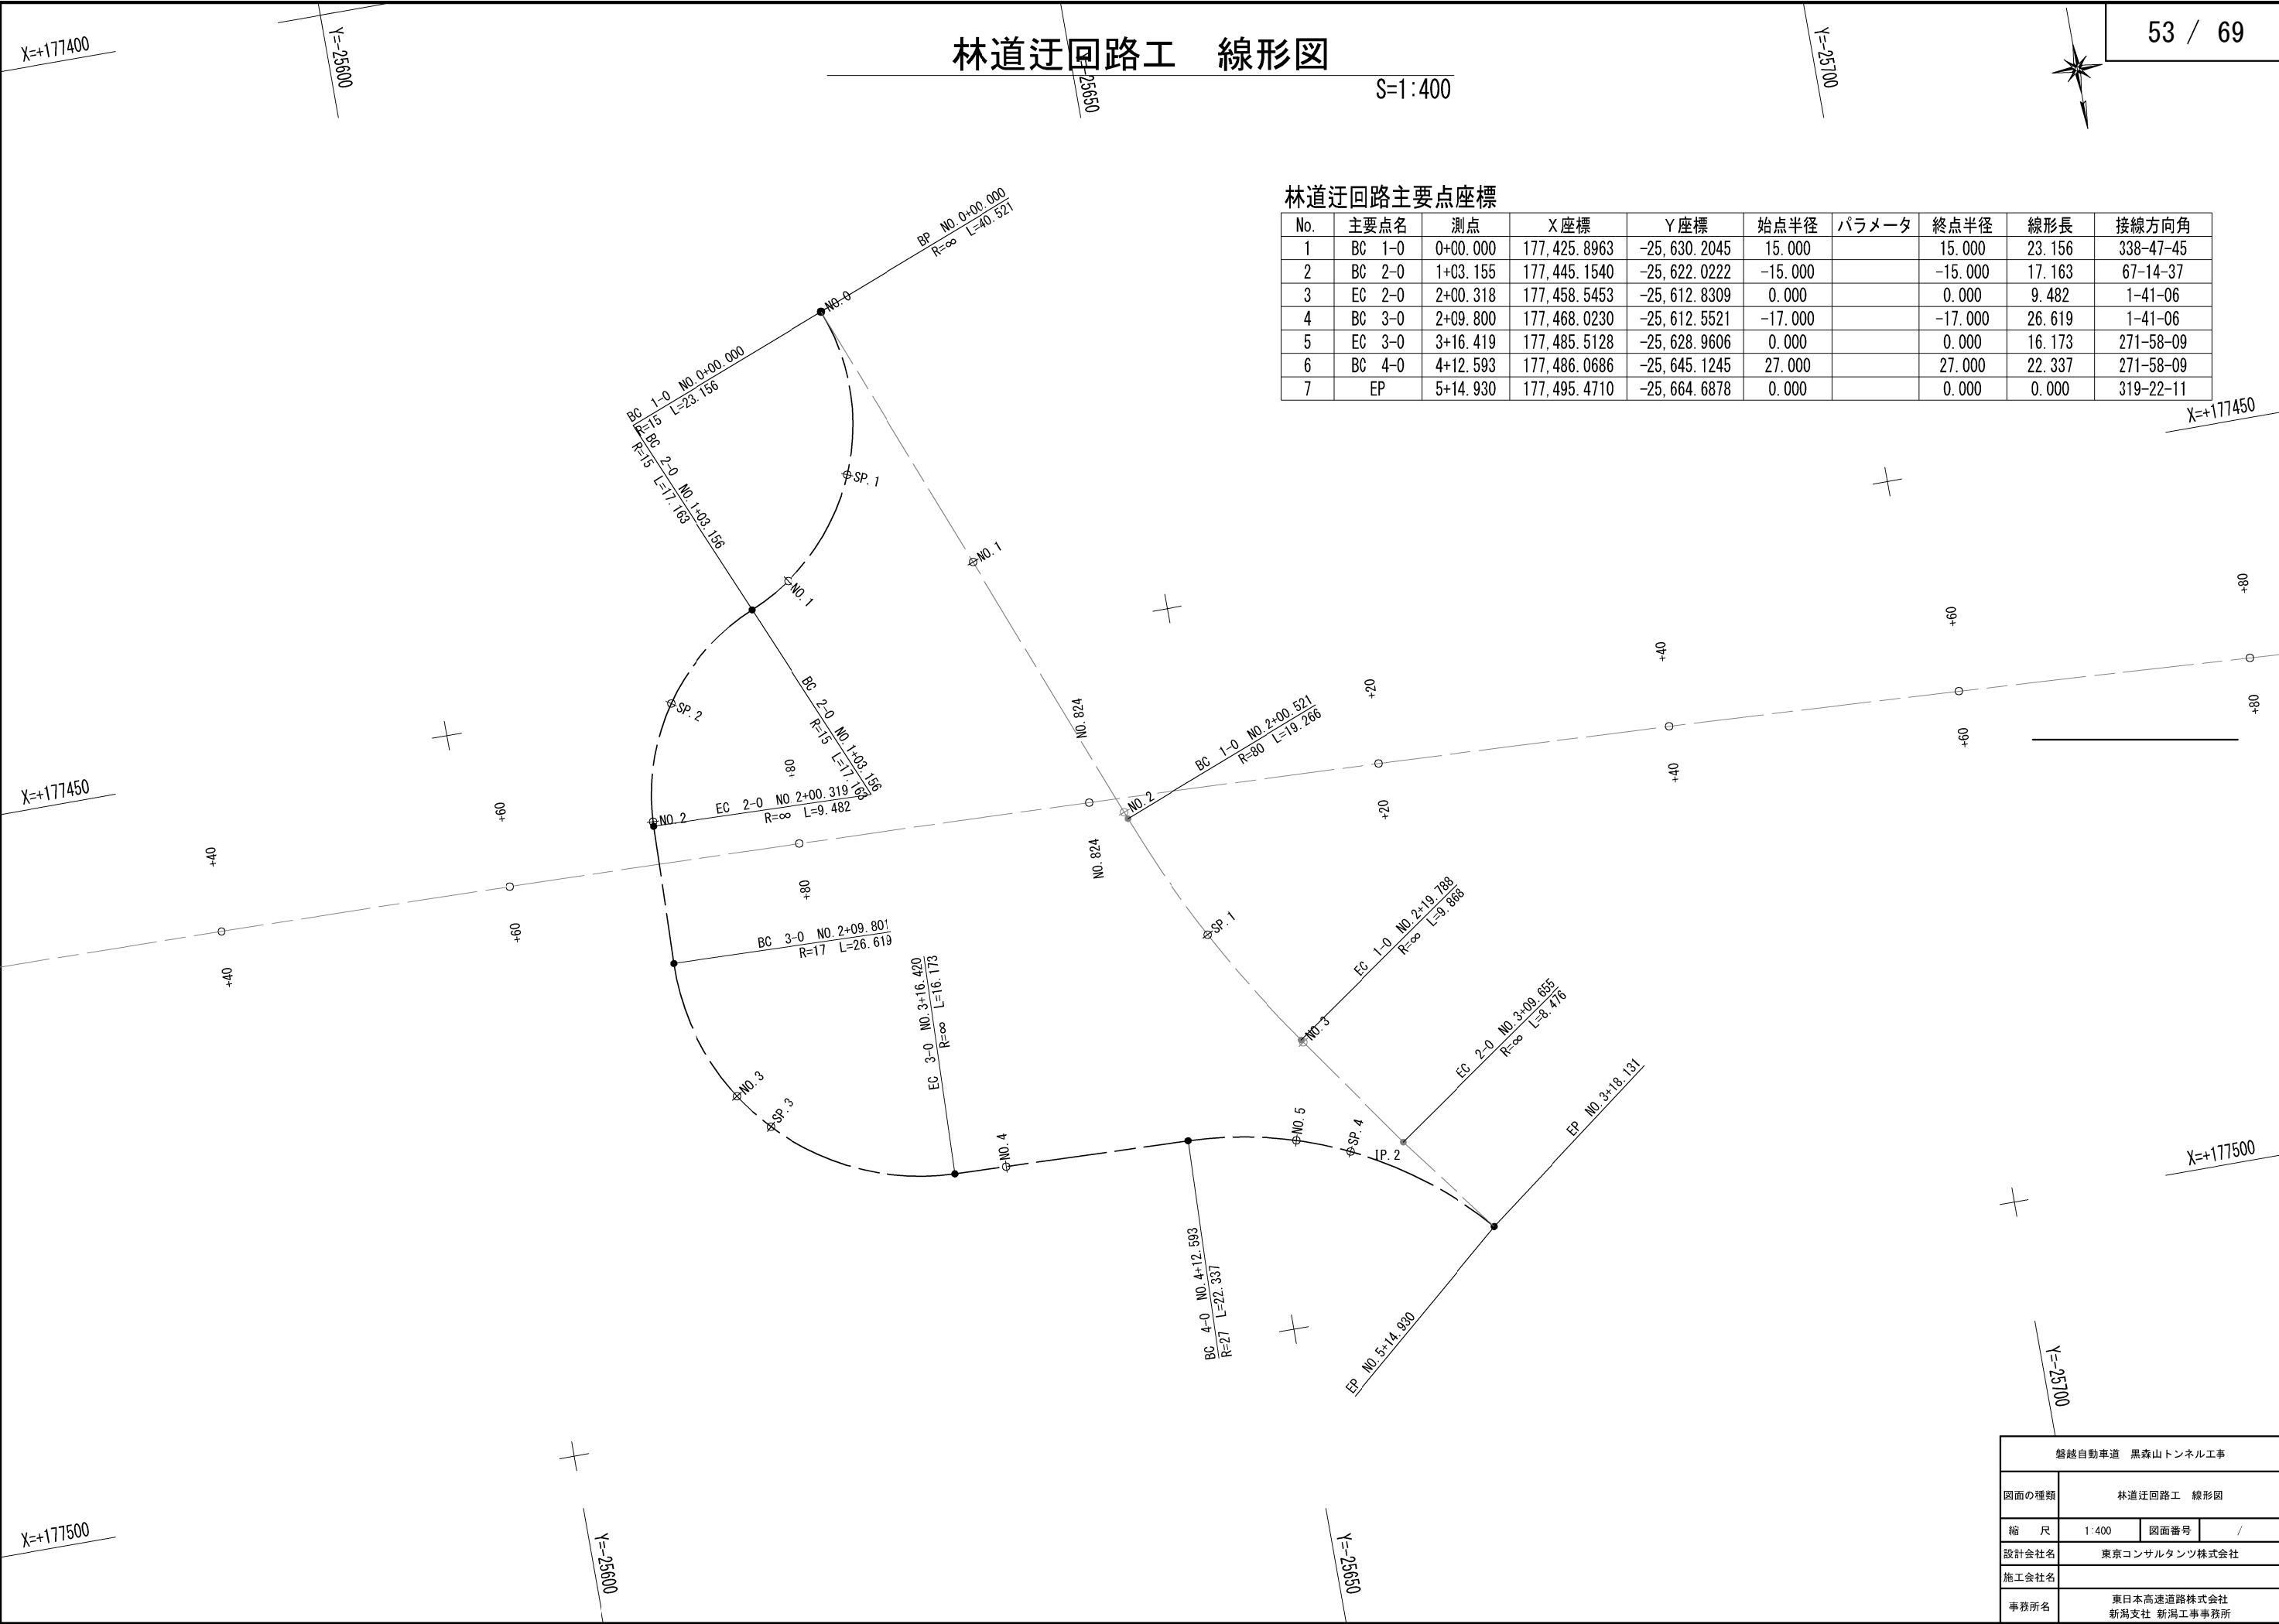 53 / 69
林道迂回路工　線形図
S=1:400
X=+177400
Y=-25600
Y=-25650
Y=-25700
林道迂回路主要点座標
No. 主要点名 測点 X座標 Y座標 始点半径 パラメータ 終点半径 線形長 接線方向角
1 BC 1-0 0+00.000 177,425.8963 -25,630.2045 15.000 15.000 23.156 338-47-45
2 BC 2-0 1+03.155 177,445.1540 -25,622.0222 -15.000 -15.000 17.163 67-14-37
3 EC 2-0 2+00.318 177,458.5453 -25,612.8309 0.000 0.000 9.482 1-41-06
4 BC 3-0 2+09.800 177,468.0230 -25,612.5521 -17.000 -17.000 26.619 1-41-06
5 EC 3-0 3+16.419 177,485.5128 -25,628.9606 0.000 0.000 16.173 271-58-09
6 BC 4-0 4+12.593 177,486.0686 -25,645.1245 27.000 27.000 22.337 271-58-09
7 EP 5+14.930 177,495.4710 -25,664.6878 0.000 0.000 0.000 319-22-11
X=+177450
BP NO.0+00.000
R=∞ L=40.521
NO.0
BC 1-0 NO.0+00.000
R=15 L=23.156
BC 2-0 NO.1+03.156
R=15 L=17.163
SP.1
NO.1
NO.1
SP.2
BC 2-0 NO.1+03.156
R=15 L=17.163
NO.2
EC 2-0 NO.2+00.319
R=∞ L=9.482
NO.824
NO.824
BC 1-0 NO.2+00.521
R=80 L=19.266
NO.2
+40
+60
+80
+20
+40
+60
+80
+40
+60
+80
+20
+40
+60
+80
X=+177450
BC 3-0 NO.2+09.801
R=17 L=26.619
SP.1
EC 1-0 NO.2+19.788
R=∞ L=9.868
NO.3
EC 3-0 NO.3+16.420
R=∞ L=16.173
EC 2-0 NO.3+09.655
R=∞ L=8.476
NO.3
SP.3
NO.4
NO.5
SP.4
IP.2
EP NO.3+18.131
BC 4-0 NO.4+12.593
R=27 L=22.337
EP NO.5+14.930
X=+177500
X=+177500
Y=-25600
Y=-25650
Y=-25700
磐越自動車道　黒森山トンネル工事
図面の種類 林道迂回路工　線形図
縮　尺 1:400 図面番号 /
設計会社名 東京コンサルタンツ株式会社
施工会社名
事務所名 東日本高速道路株式会社
新潟支社 新潟工事事務所